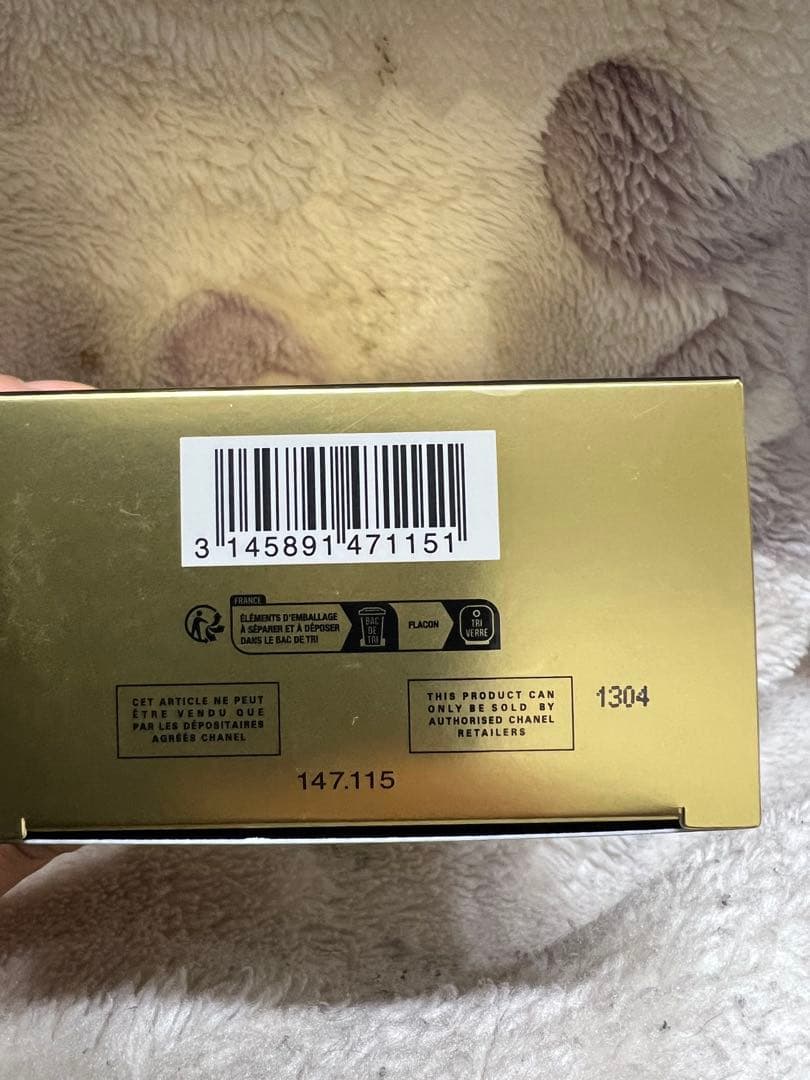 3 145891 471151
FRANCE
ÉLÉMENTS D'EMBALLAGE
À SÉPARER ET À DÉPOSER
DANS LE BAC DE TRI
BAC
DE
TRI
FLACON
TRI
VERRE
CET ARTICLE NE PEUT
ÊTRE VENDU QUE
PAR LES DÉPOSITAIRES
AGRÉÉS CHANEL
THIS PRODUCT CAN
ONLY BE SOLD BY
AUTHORISED CHANEL
RETAILERS
1304
147.115